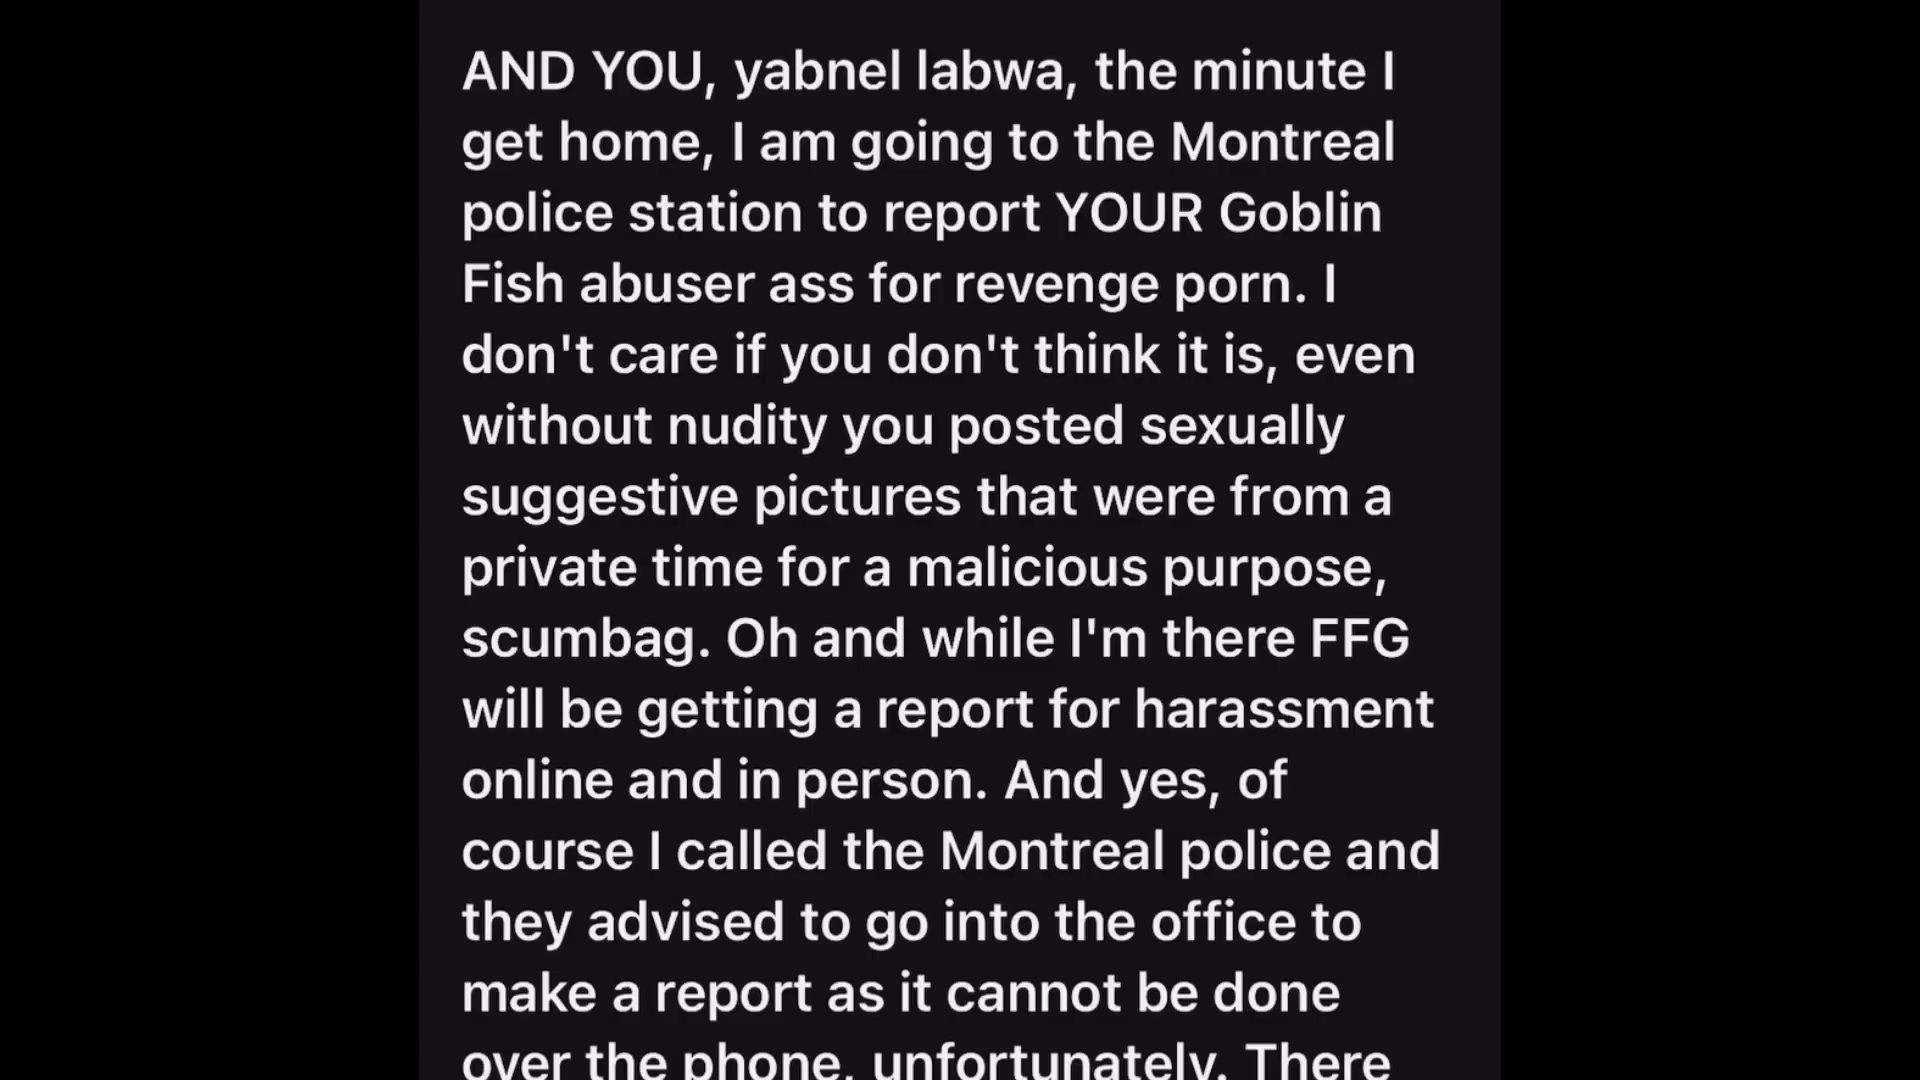 AND YOU, yabnel labwa, the minute I
get home, I am going to the Montreal
police station to report YOUR Goblin
Fish abuser ass for revenge porn. I
don't care if you don't think it is, even
without nudity you posted sexually
suggestive pictures that were from a
private time for a malicious purpose,
scumbag. Oh and while I'm there FFG
will be getting a report for harassment
online and in person. And yes, of
course I called the Montreal police and
they advised to go into the office to
make a report as it cannot be done
over the phone, unfortunately. There